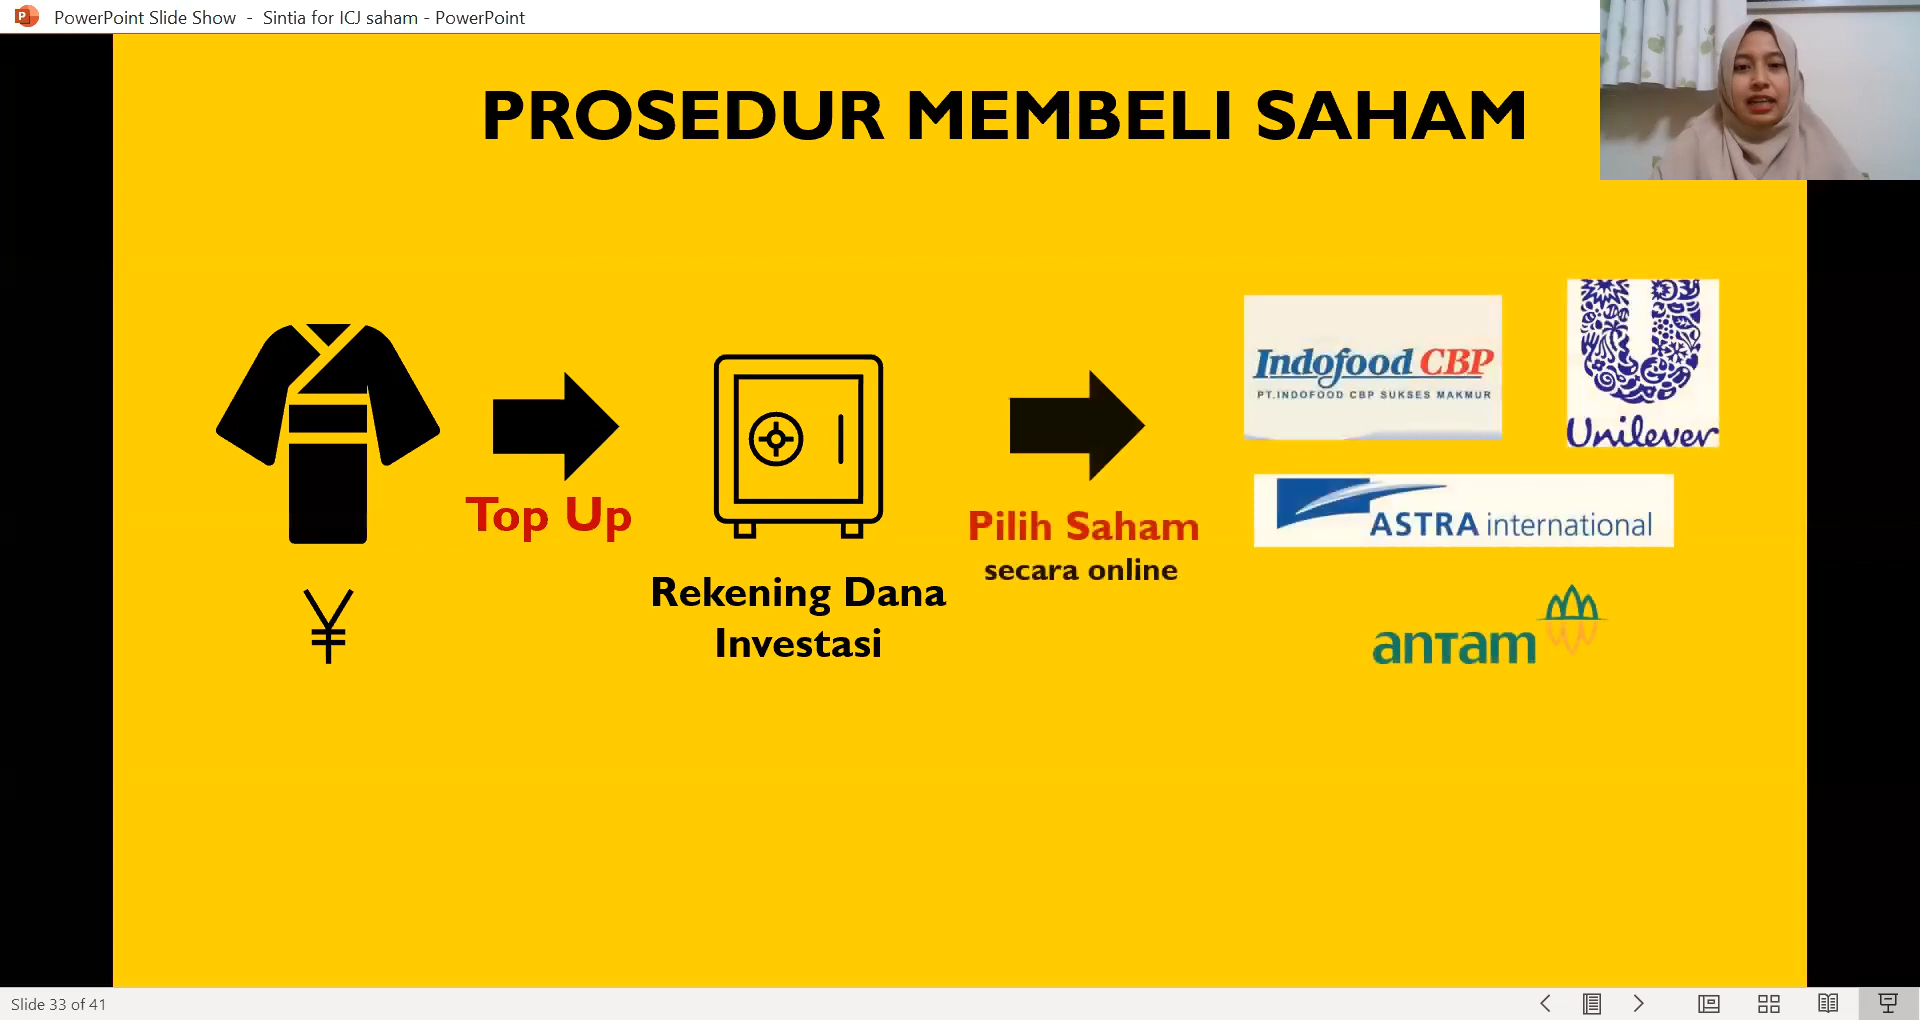 PowerPoint Slide Show - Sintia for ICJ saham - PowerPoint
PROSEDUR MEMBELI SAHAM
Top Up
¥
Rekening Dana
Investasi
Pilih Saham
secara online
Indofood CBP
PT.INDOFOOD CBP SUKSES MAKMUR
Unilever
ASTRA international
antam
Slide 33 of 41